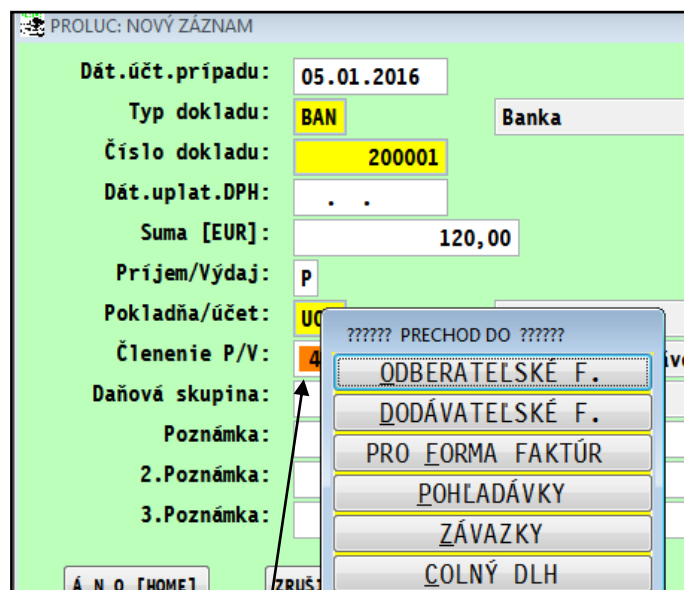 PROLUC: NOVÝ ZÁZNAM
Dát.účt.prípadu: 05.01.2016
Typ dokladu: BAN Banka
Číslo dokladu: 200001
Dát.uplat.DPH: . .
Suma [EUR]: 120,00
Príjem/Výdaj: P
Pokladňa/účet:
Členenie P/V: 4
Daňová skupina:
Poznámka:
2.Poznámka:
3.Poznámka:
?????? PRECHOD DO ??????
ODBERATEĽSKÉ F.
DODÁVATEĽSKÉ F.
PRO FORMA FAKTÚR
POHĽADÁVKY
ZÁVAZKY
COLNÝ DLH
Á N O [HOME]